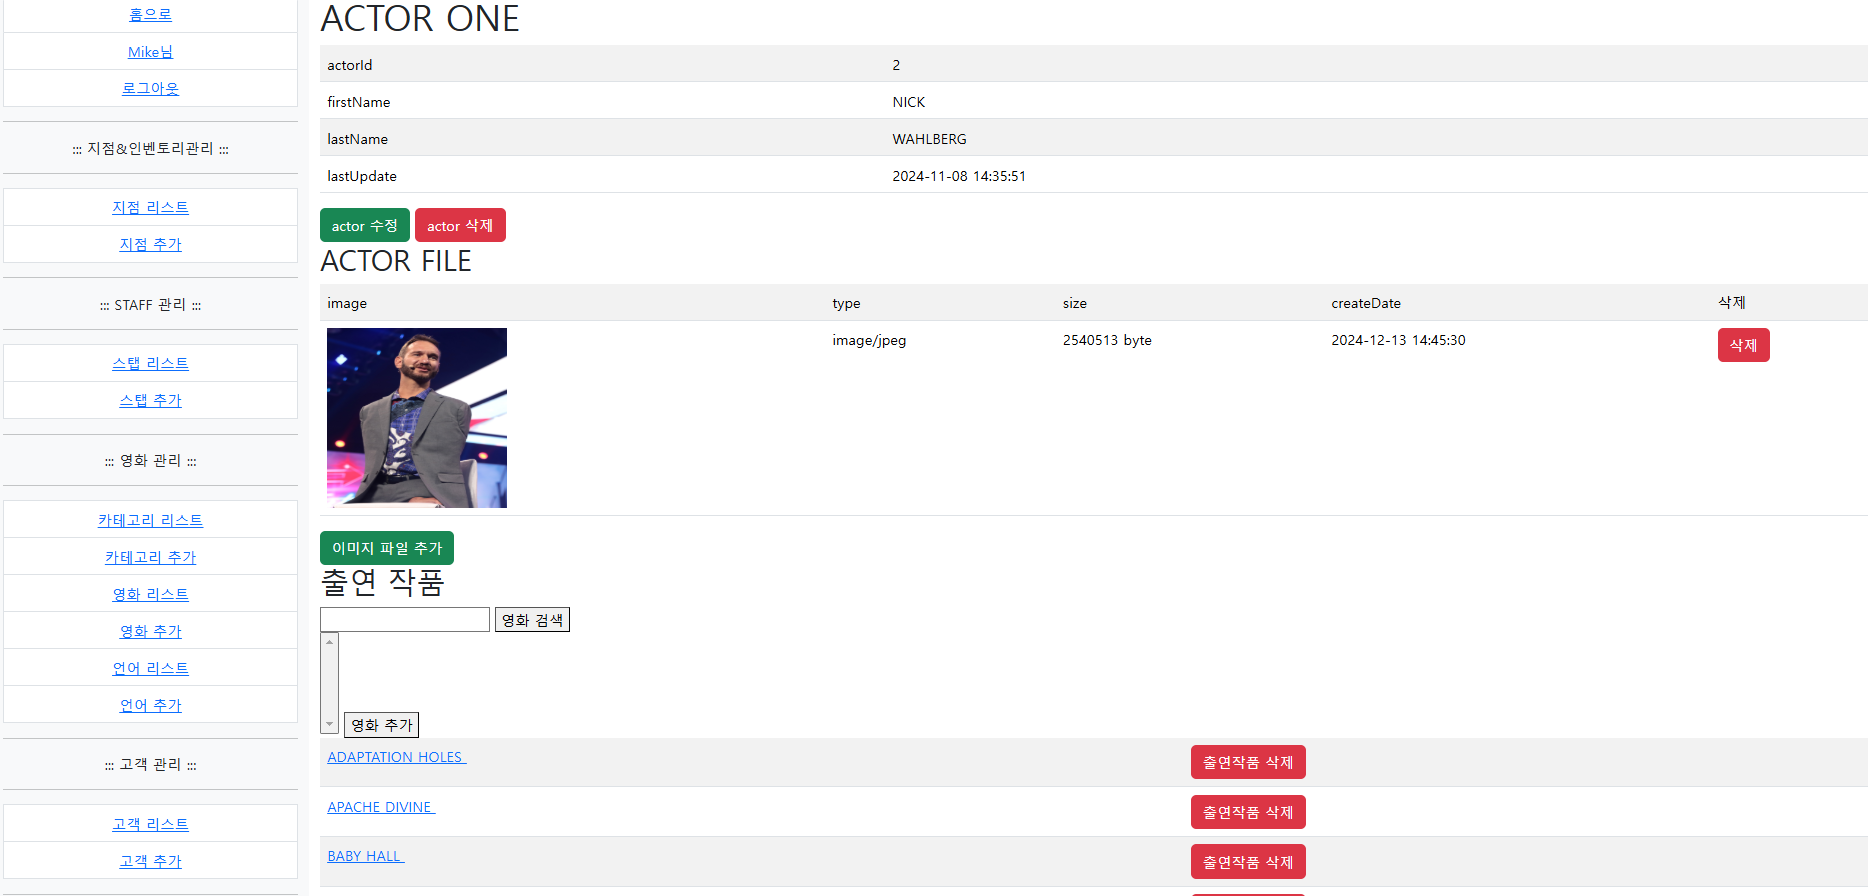 홈으로
Mike님
로그아웃
::: 지점&인벤토리관리 :::
지점 리스트
지점 추가
::: STAFF 관리 :::
스탭 리스트
스탭 추가
::: 영화 관리 :::
카테고리 리스트
카테고리 추가
영화 리스트
영화 추가
언어 리스트
언어 추가
::: 고객 관리 :::
고객 리스트
고객 추가
ACTOR ONE
actorId 2
firstName NICK
lastName WAHLBERG
lastUpdate 2024-11-08 14:35:51
actor 수정 actor 삭제
ACTOR FILE
image type size createDate 삭제
image/jpeg 2540513 byte 2024-12-13 14:45:30 삭제
이미지 파일 추가
출연 작품
영화 검색
영화 추가
ADAPTATION HOLES 출연작품 삭제
APACHE DIVINE 출연작품 삭제
BABY HALL 출연작품 삭제